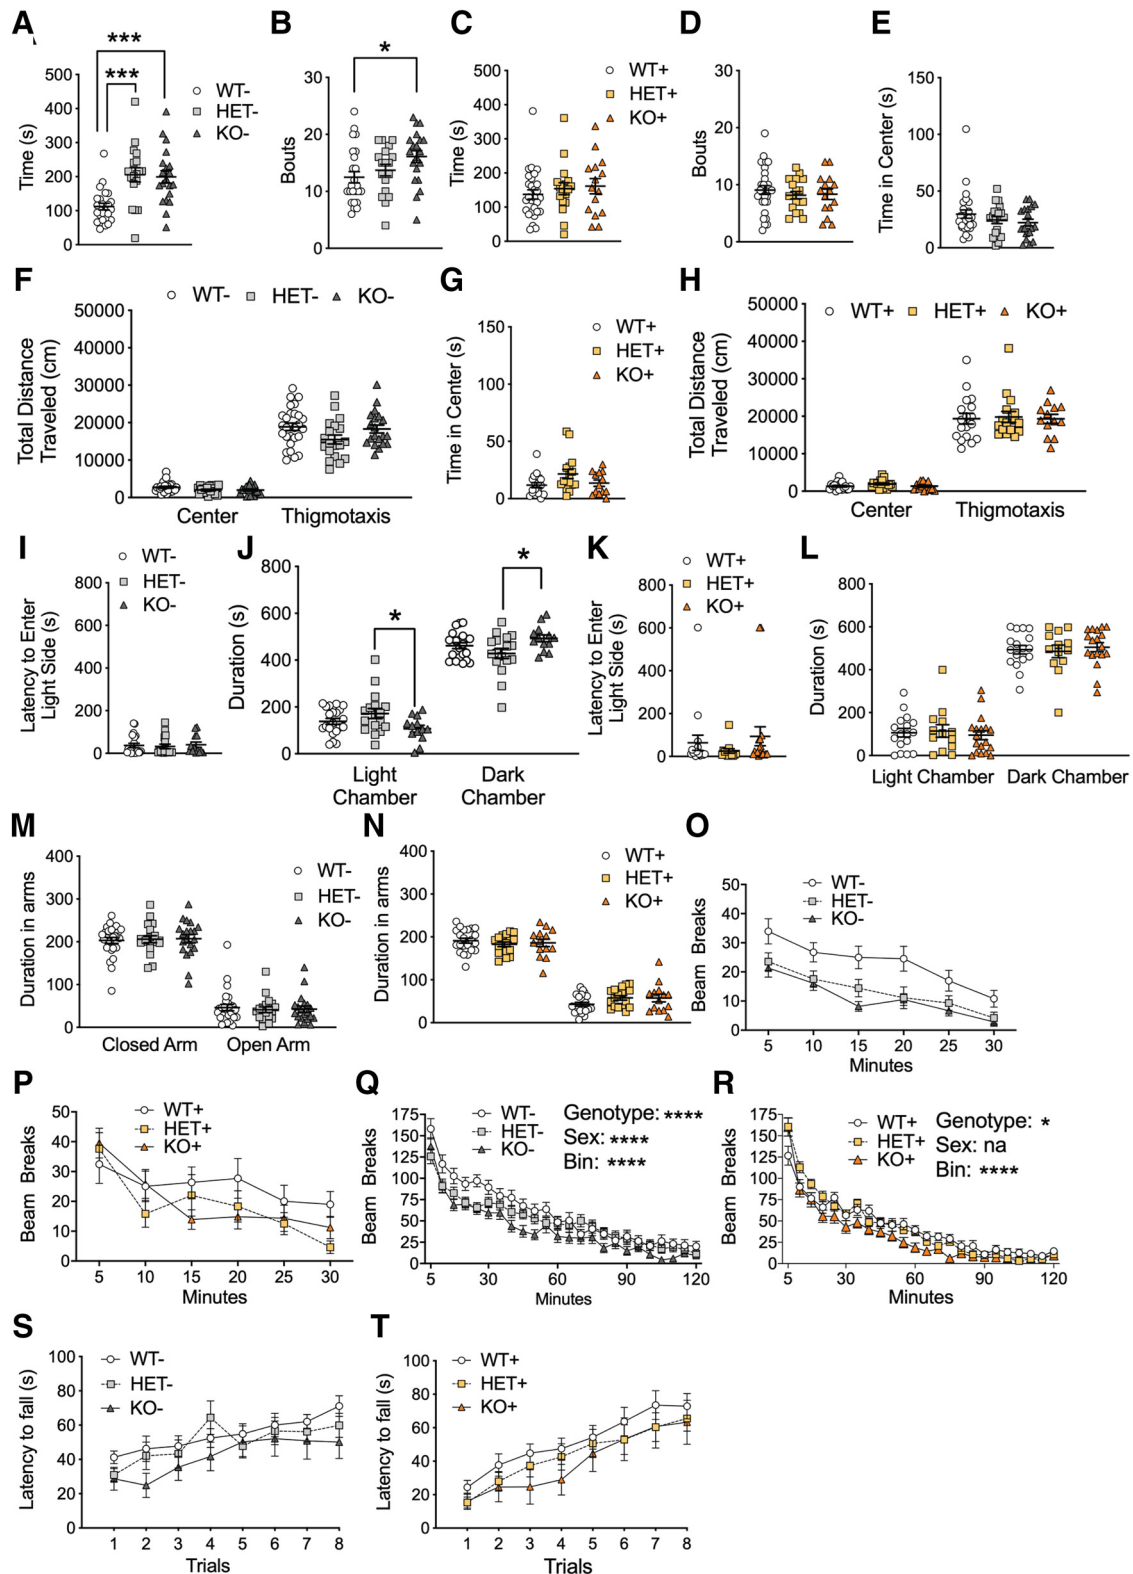 A
B
C
D
E
***
***
*
Time (s)
500
400
300
200
100
0
WT-
HET-
KO-
Bouts
30
20
10
0
Time (s)
500
400
300
200
100
0
WT+
HET+
KO+
Bouts
30
20
10
0
Time in Center (s)
150
100
50
0
F
G
H
WT- HET- KO-
Total Distance
Traveled (cm)
50000
40000
30000
20000
10000
0
Center Thigmotaxis
Time in Center (s)
150
100
50
0
WT+
HET+
KO+
WT+ HET+ KO+
Total Distance
Traveled (cm)
50000
40000
30000
20000
10000
0
Center Thigmotaxis
I
J
K
L
WT-
HET-
KO-
Latency to Enter
Light Side (s)
800
600
400
200
0
*
*
Duration (s)
800
600
400
200
0
Light
Chamber
Dark
Chamber
WT+
HET+
KO+
Latency to Enter
Light Side (s)
800
600
400
200
0
Duration (s)
800
600
400
200
0
Light Chamber Dark Chamber
M
N
O
Duration in arms
400
300
200
100
0
WT-
HET-
KO-
Closed Arm Open Arm
Duration in arms
400
300
200
100
0
WT+
HET+
KO+
Beam Breaks
50
40
30
20
10
0
WT-
HET-
KO-
5 10 15 20 25 30
Minutes
P
Q
R
Beam Breaks
50
40
30
20
10
0
WT+
HET+
KO+
5 10 15 20 25 30
Minutes
Beam Breaks
175
150
125
100
75
50
25
0
WT-
HET-
KO-
Genotype: ****
Sex: ****
Bin: ****
5 30 60 90 120
Minutes
Beam Breaks
175
150
125
100
75
50
25
0
WT+
HET+
KO+
Genotype: *
Sex: na
Bin: ****
5 30 60 90 120
Minutes
S
T
Latency to fall (s)
100
80
60
40
20
0
WT-
HET-
KO-
1 2 3 4 5 6 7 8
Trials
Latency to fall (s)
100
80
60
40
20
0
WT+
HET+
KO+
1 2 3 4 5 6 7 8
Trials